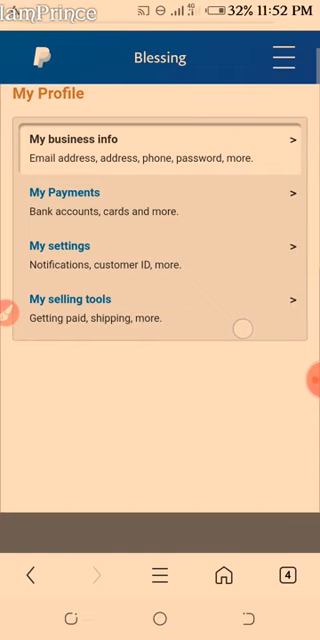 IamPrince
4G
32% 11:52 PM
Blessing
My Profile
My business info >
Email address, address, phone, password, more.
My Payments >
Bank accounts, cards and more.
My settings >
Notifications, customer ID, more.
My selling tools >
Getting paid, shipping, more.
4